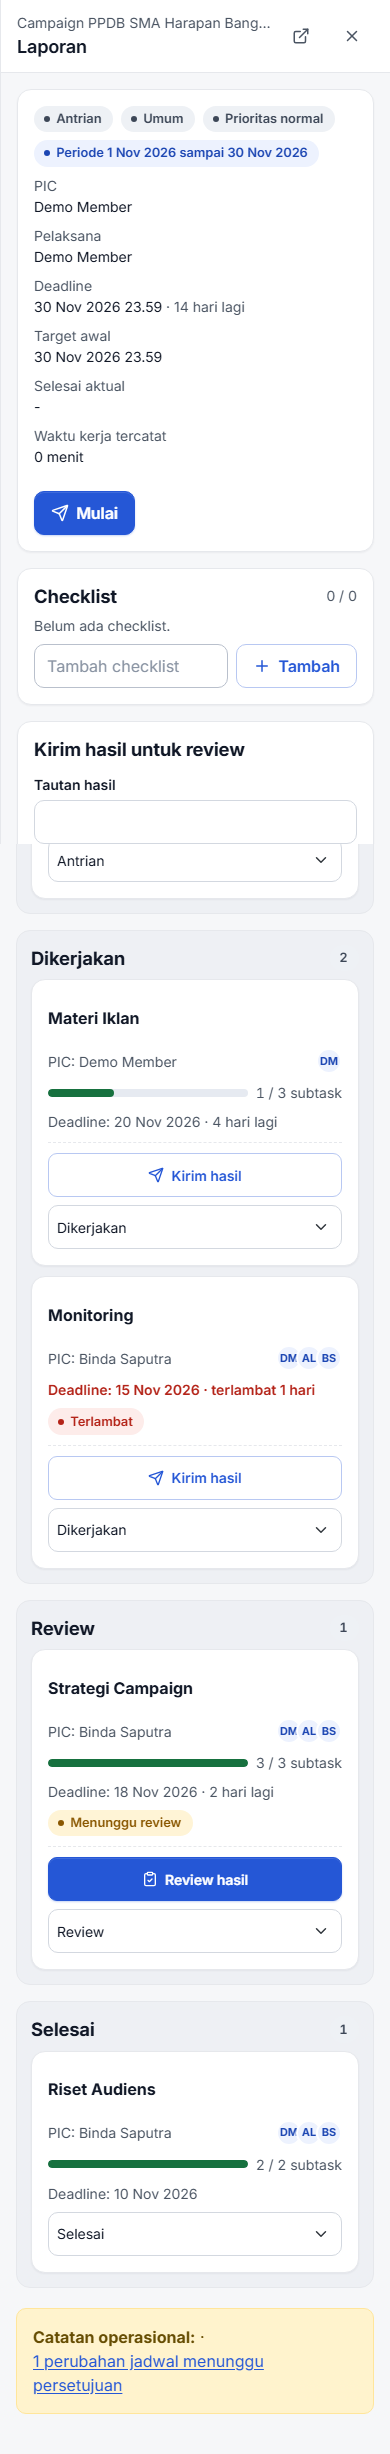 Campaign PPDB SMA Harapan Bang...
Laporan
Antrian
Umum
Prioritas normal
Periode 1 Nov 2026 sampai 30 Nov 2026
PIC
Demo Member
Pelaksana
Demo Member
Deadline
30 Nov 2026 23.59 · 14 hari lagi
Target awal
30 Nov 2026 23.59
Selesai aktual
-
Waktu kerja tercatat
0 menit
Mulai
Checklist
0 / 0
Belum ada checklist.
Tambah checklist
Tambah
Kirim hasil untuk review
Tautan hasil
Antrian
Dikerjakan
2
Materi Iklan
PIC: Demo Member
DM
1 / 3 subtask
Deadline: 20 Nov 2026 · 4 hari lagi
Kirim hasil
Dikerjakan
Monitoring
PIC: Binda Saputra
DM AL BS
Deadline: 15 Nov 2026 · terlambat 1 hari
Terlambat
Kirim hasil
Dikerjakan
Review
1
Strategi Campaign
PIC: Binda Saputra
DM AL BS
3 / 3 subtask
Deadline: 18 Nov 2026 · 2 hari lagi
Menunggu review
Review hasil
Review
Selesai
1
Riset Audiens
PIC: Binda Saputra
DM AL BS
2 / 2 subtask
Deadline: 10 Nov 2026
Selesai
Catatan operasional: ·
1 perubahan jadwal menunggu
persetujuan